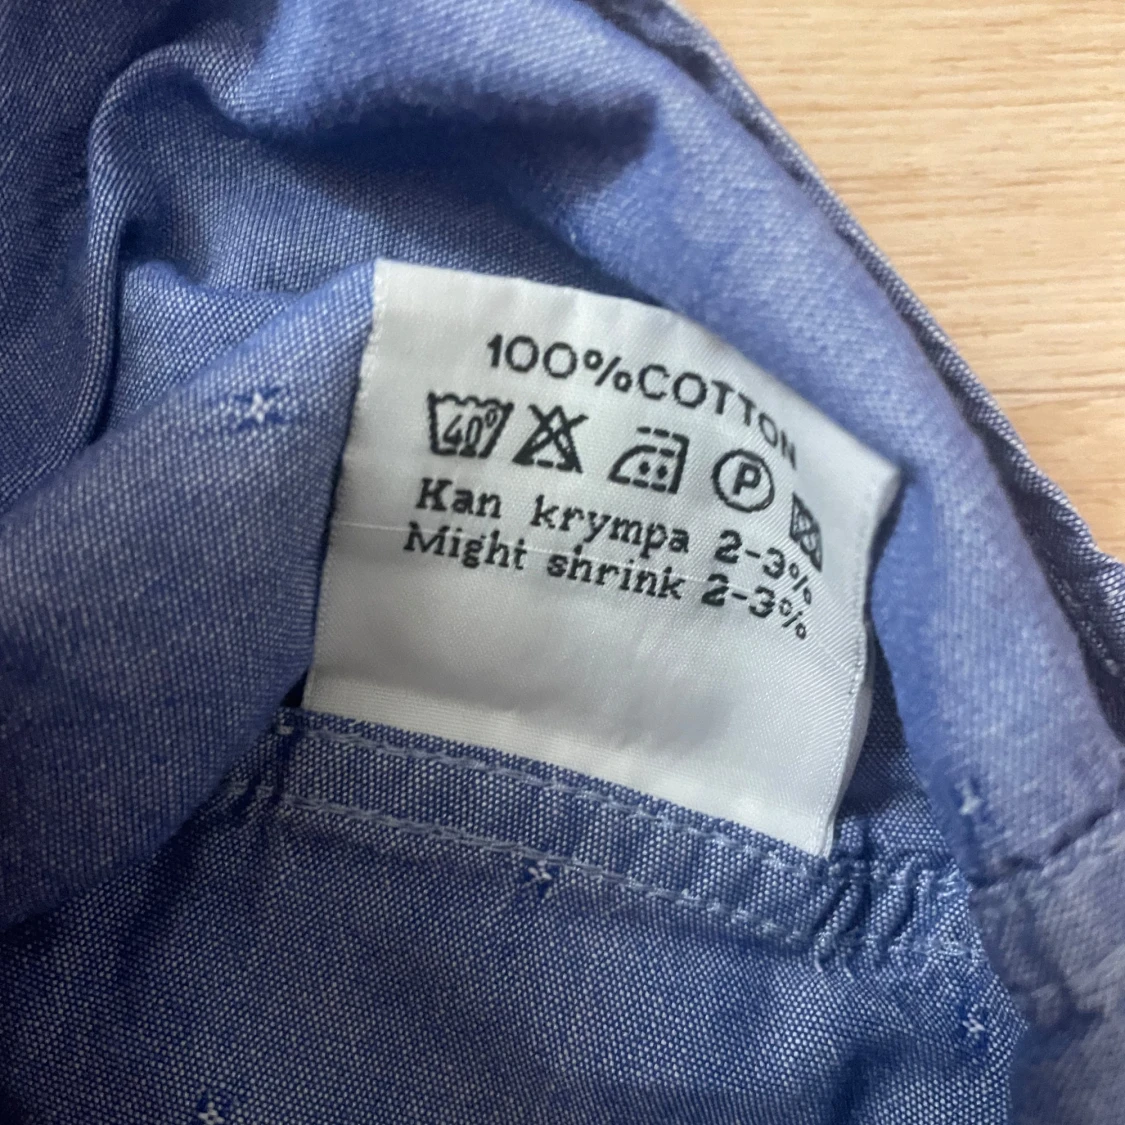 100%COTTON
40° P
Kan krympa 2-3%
Might shrink 2-3%